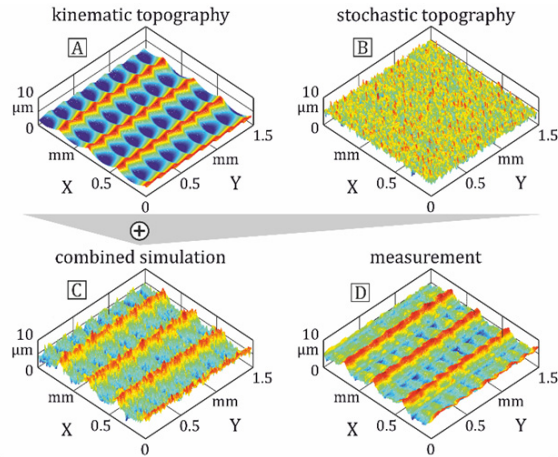 kinematic topography
stochastic topography
A
B
10
µm
0
mm
X
0.5
0
0.5
Y
mm
1.5
10
µm
0
mm
X
0.5
0
0.5
Y
mm
1.5
+
combined simulation
measurement
C
D
10
µm
0
mm
X
0.5
0
0.5
Y
mm
1.5
10
µm
0
mm
X
0.5
0
0.5
Y
mm
1.5